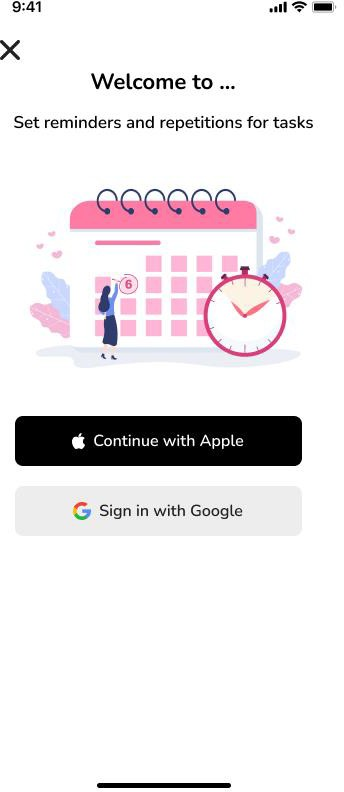 9:41
Welcome to ...
Set reminders and repetitions for tasks
6
Continue with Apple
Sign in with Google